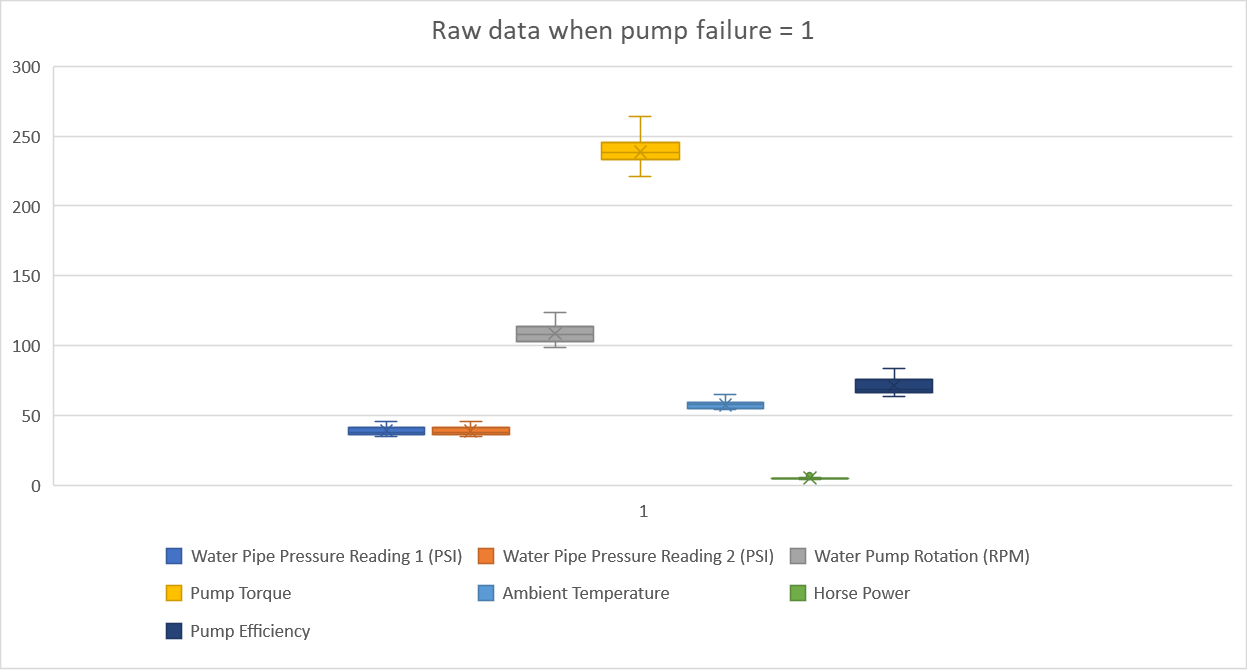 Raw data when pump failure = 1
300
250
200
150
100
50
0
1
Water Pipe Pressure Reading 1 (PSI) Water Pipe Pressure Reading 2 (PSI) Water Pump Rotation (RPM)
Pump Torque Ambient Temperature Horse Power
Pump Efficiency